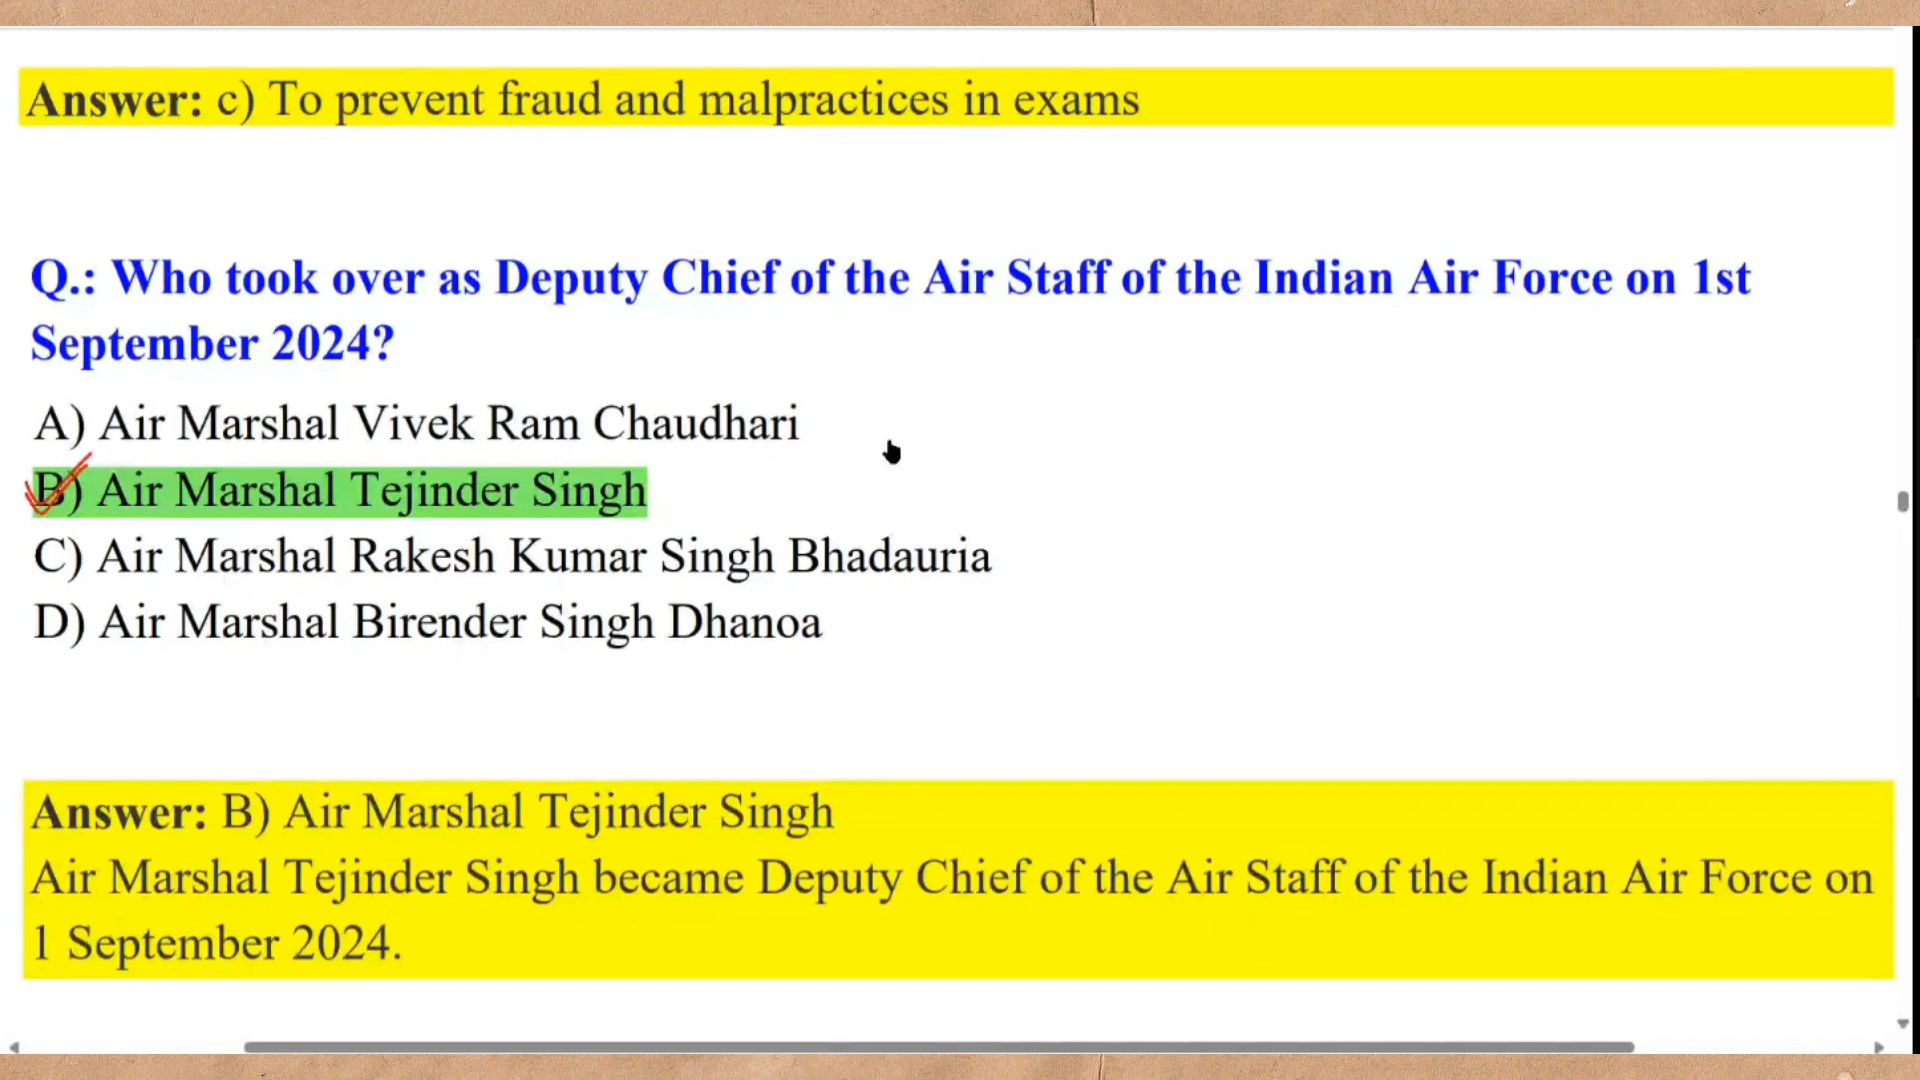 Answer: c) To prevent fraud and malpractices in exams
Q.: Who took over as Deputy Chief of the Air Staff of the Indian Air Force on 1st
September 2024?
A) Air Marshal Vivek Ram Chaudhari
B) Air Marshal Tejinder Singh
C) Air Marshal Rakesh Kumar Singh Bhadauria
D) Air Marshal Birender Singh Dhanoa
Answer: B) Air Marshal Tejinder Singh
Air Marshal Tejinder Singh became Deputy Chief of the Air Staff of the Indian Air Force on
1 September 2024.